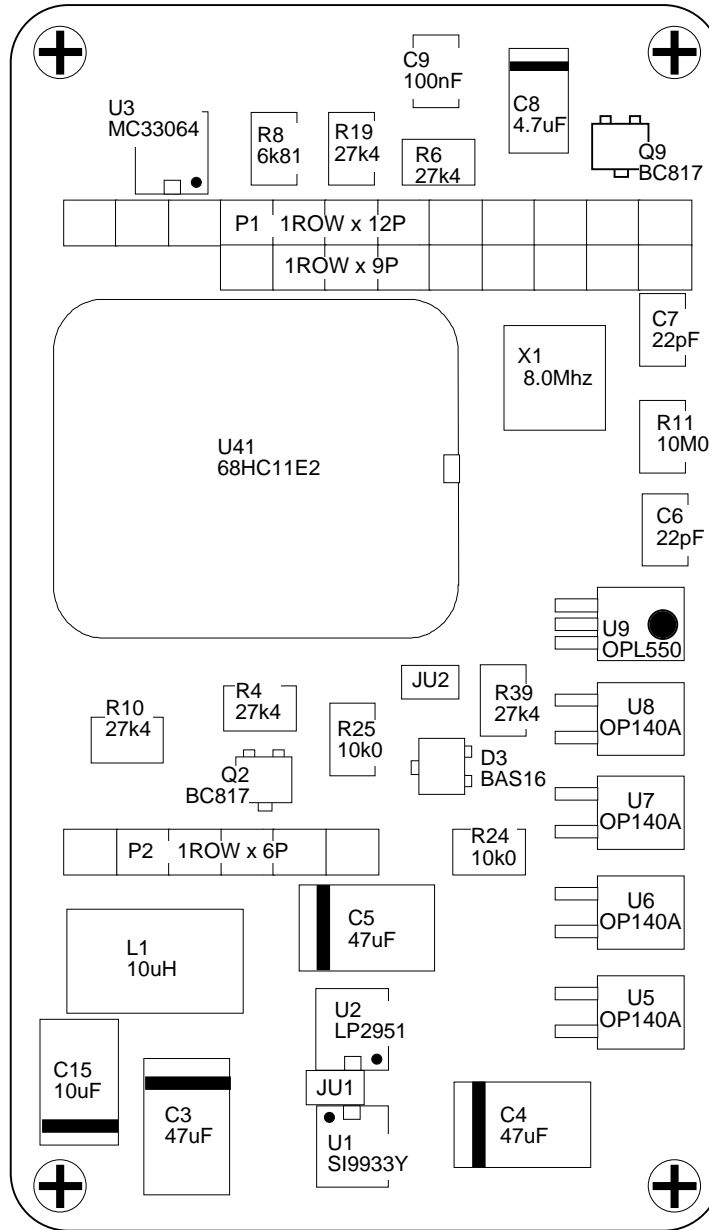 C9
100nF
C8
4.7uF
U3
MC33064
R8
6k81
R19
27k4
R6
27k4
Q9
BC817
P1 1ROW x 12P
1ROW x 9P
C7
22pF
X1
8.0Mhz
R11
10M0
U41
68HC11E2
C6
22pF
U9
OPL550
JU2
R10
27k4
R4
27k4
R25
10k0
R39
27k4
U8
OP140A
Q2
BC817
D3
BAS16
U7
OP140A
P2 1ROW x 6P
R24
10k0
U6
OP140A
C5
47uF
L1
10uH
U5
OP140A
U2
LP2951
C15
10uF
JU1
C3
47uF
C4
47uF
U1
SI9933Y